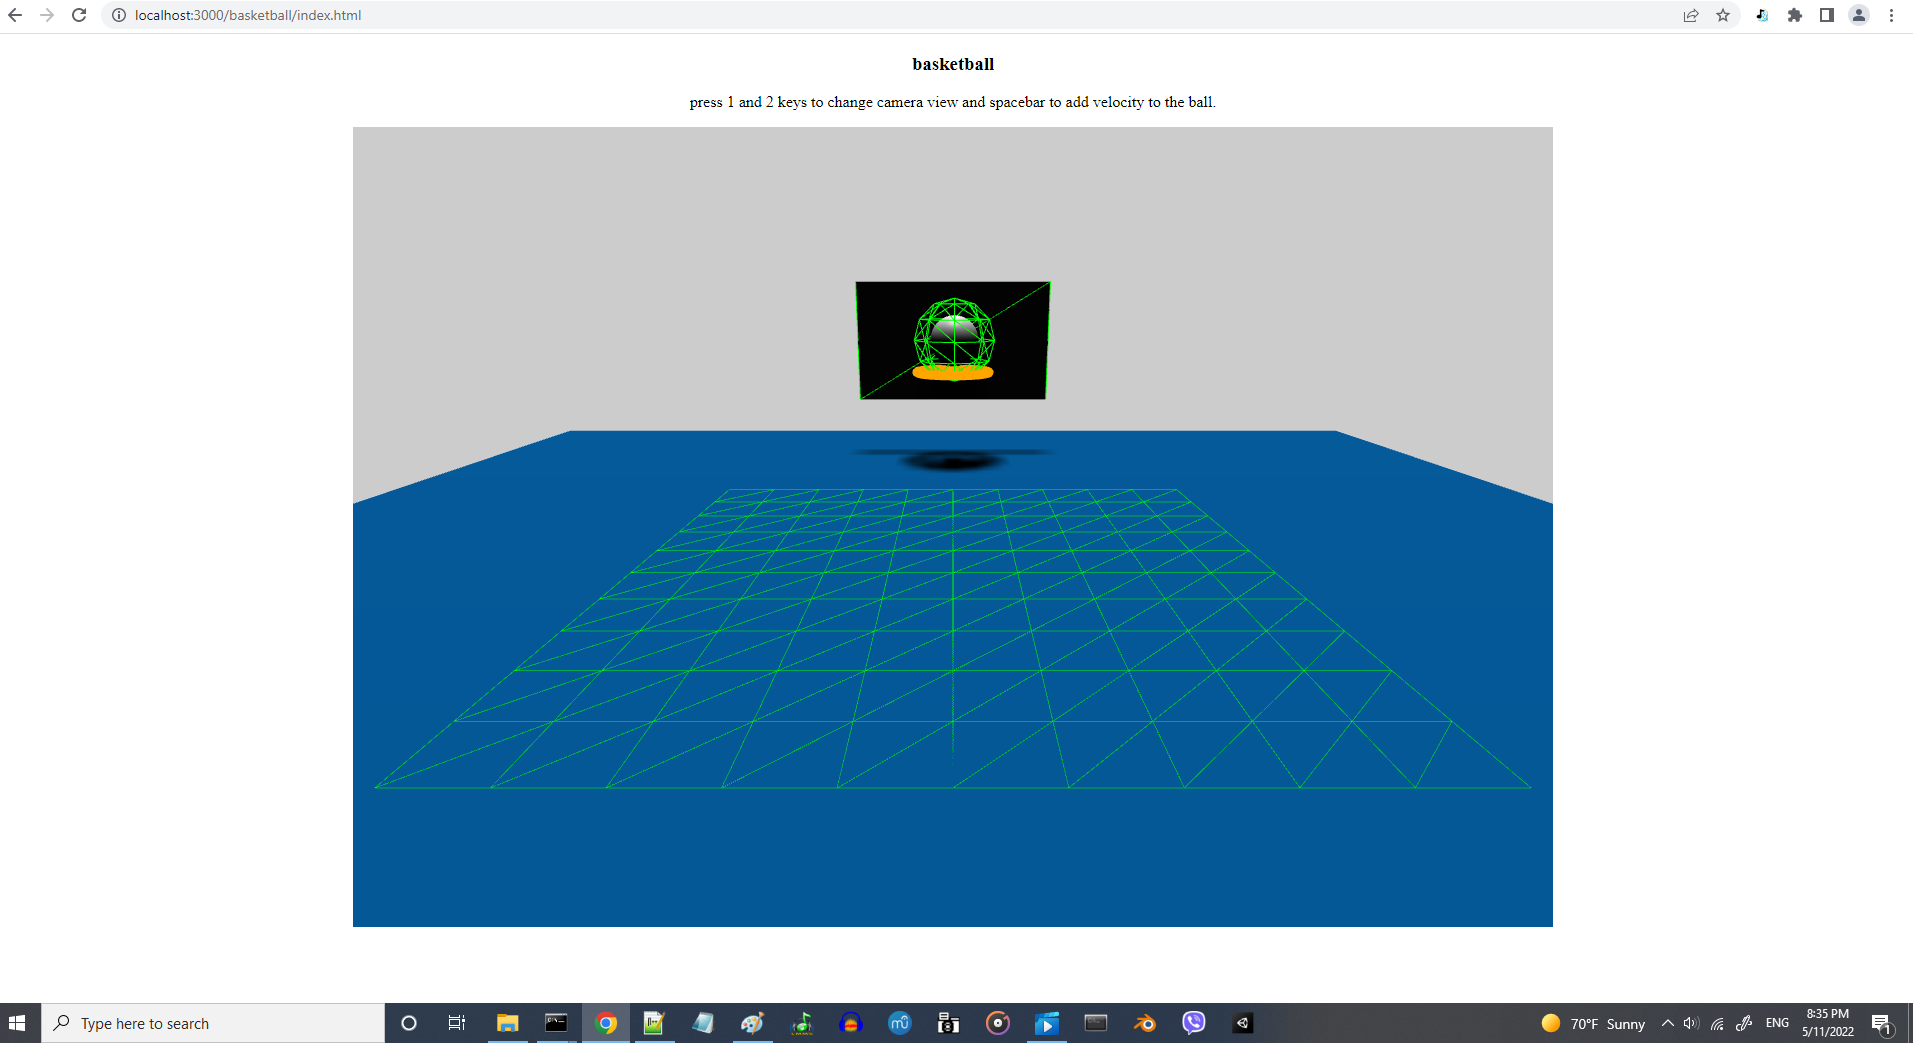 localhost:3000/basketball/index.html
basketball
press 1 and 2 keys to change camera view and spacebar to add velocity to the ball.
Type here to search
70°F Sunny
ENG
8:35 PM
5/11/2022
1